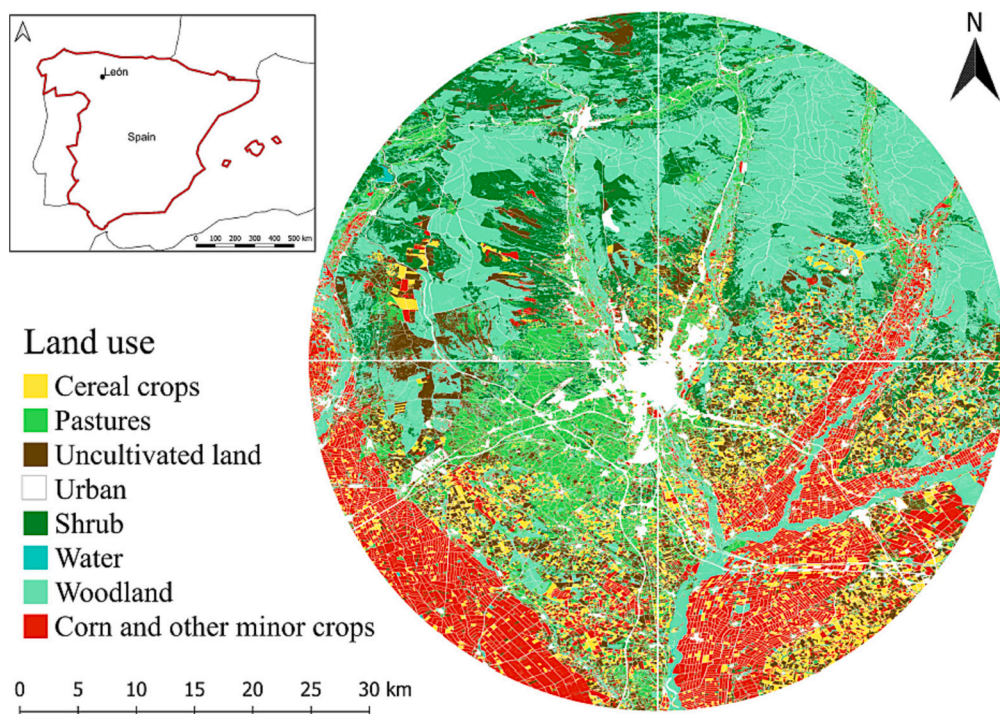 León
Spain
0 100 200 300 400 500 km
N
Land use
Cereal crops
Pastures
Uncultivated land
Urban
Shrub
Water
Woodland
Corn and other minor crops
0 5 10 15 20 25 30 km